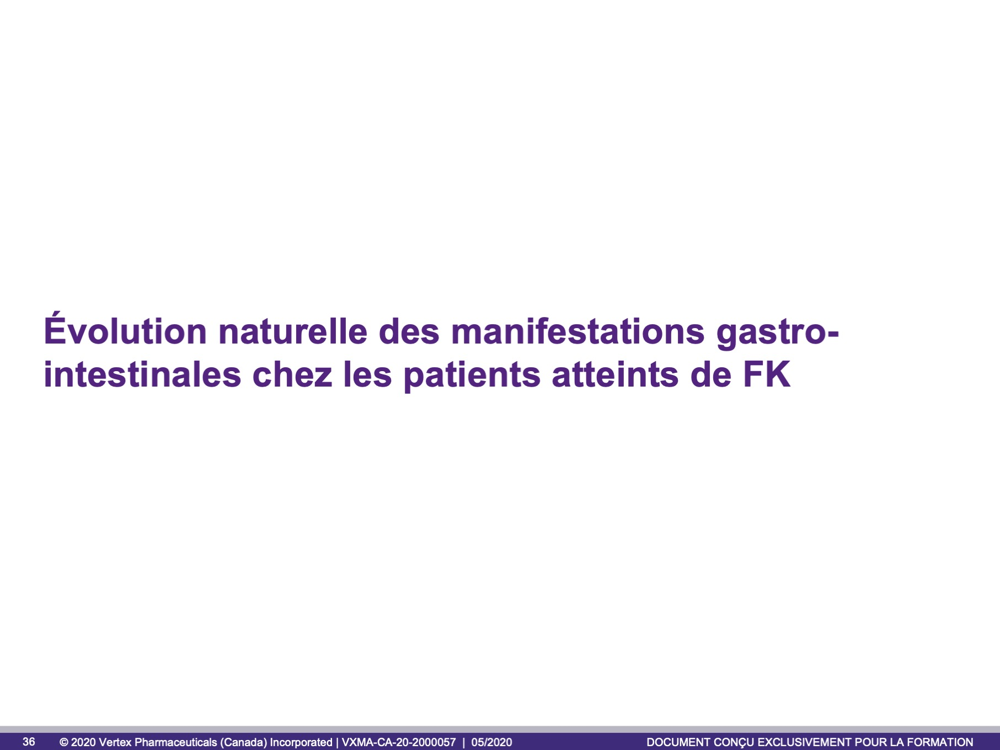 Évolution naturelle des manifestations gastro-
intestinales chez les patients atteints de FK
36 © 2020 Vertex Pharmaceuticals (Canada) Incorporated | VXMA-CA-20-2000057 | 05/2020 DOCUMENT CONÇU EXCLUSIVEMENT POUR LA FORMATION